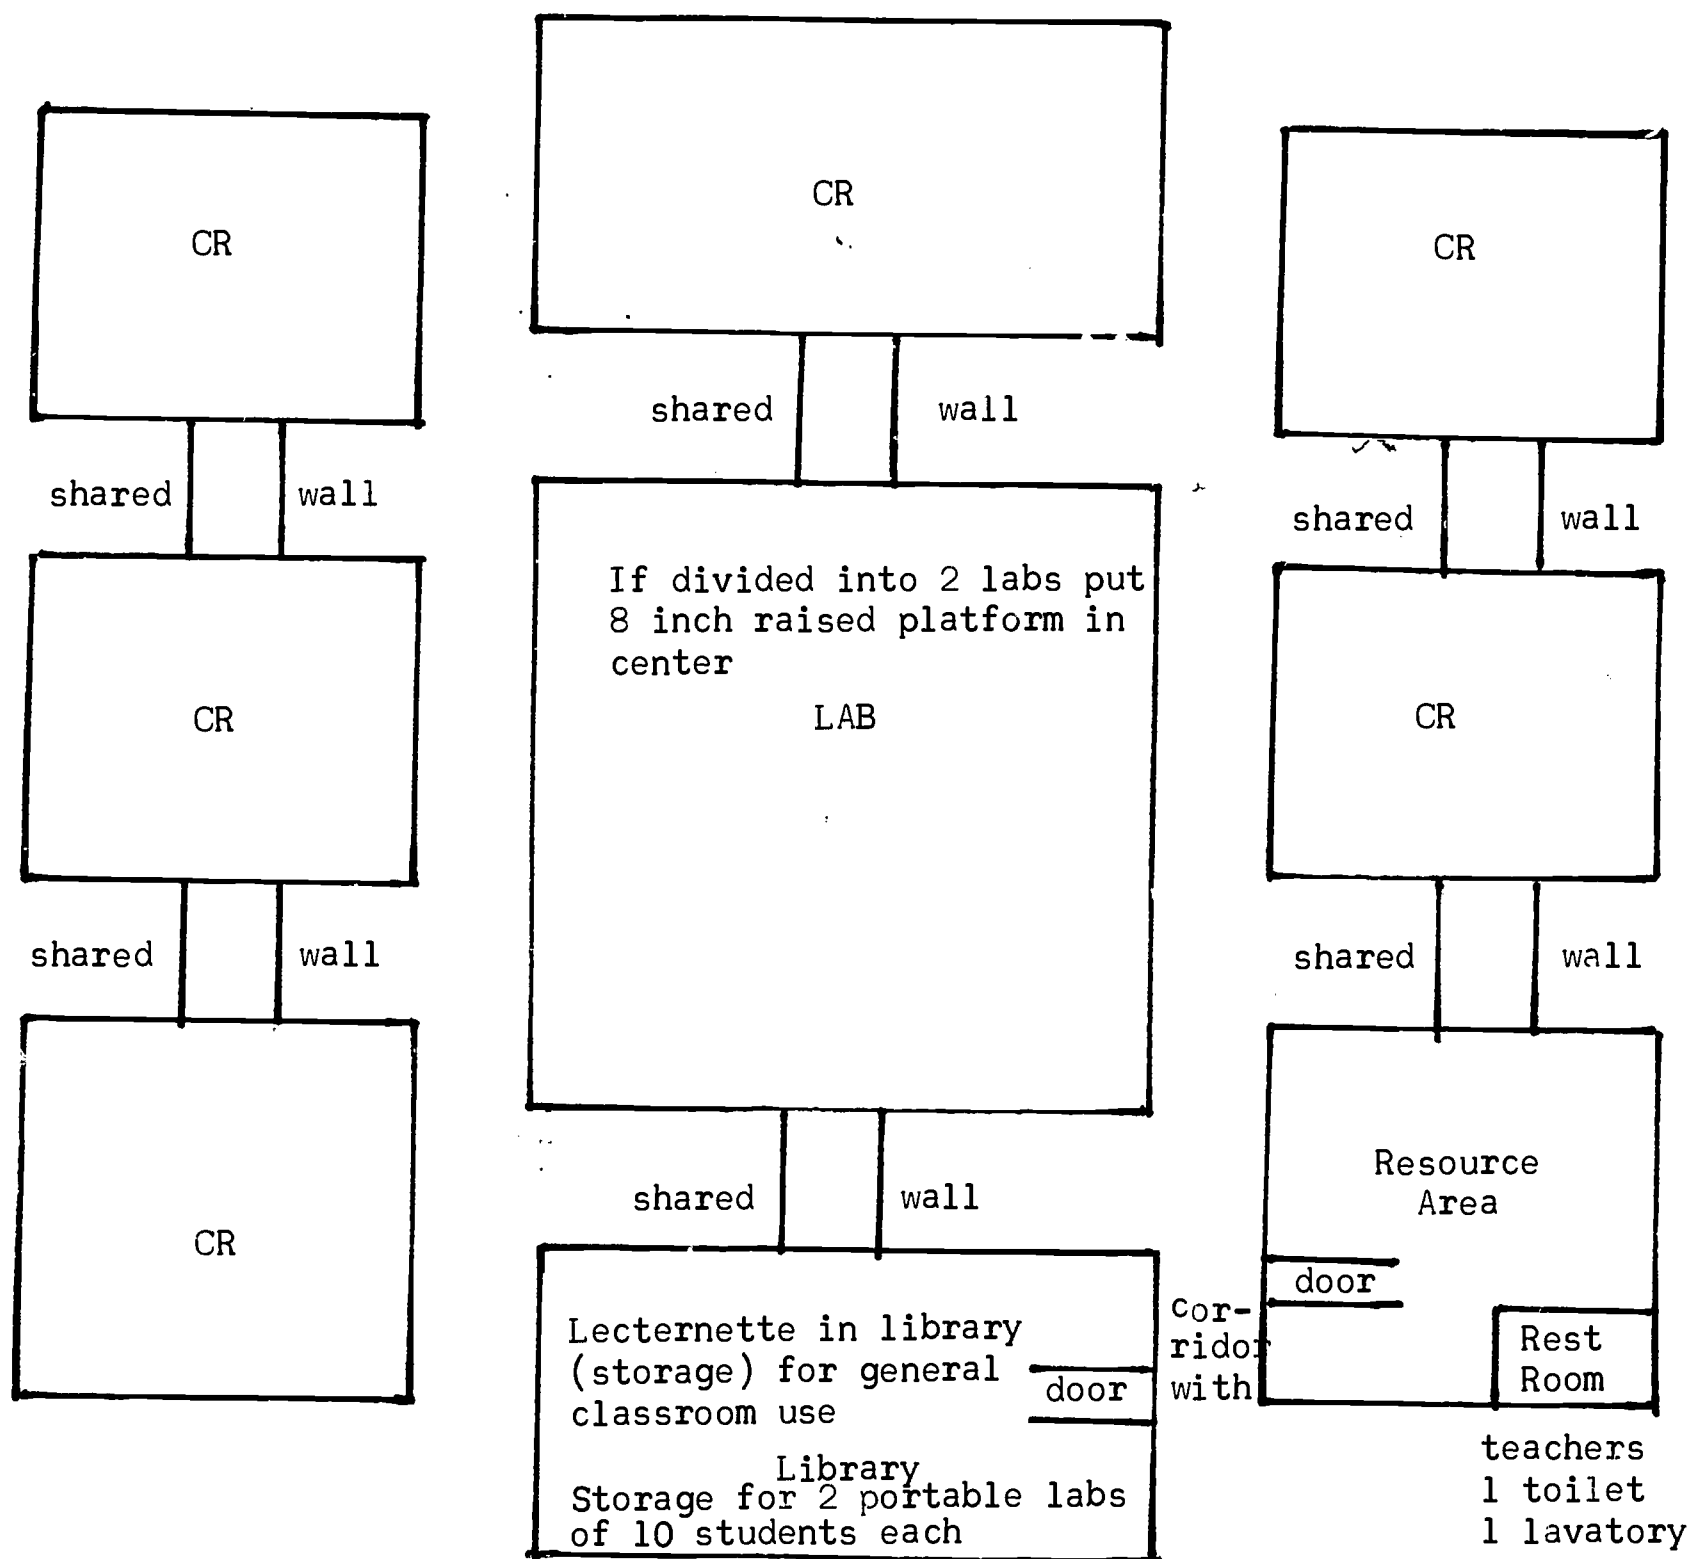 CR
CR
CR
shared wall
shared wall
shared wall
If divided into 2 labs put
8 inch raised platform in
center
LAB
CR
CR
shared wall
shared wall
shared wall
Resource
Area
CR
shared wall
door
cor-
ridor
with
Lecternette in library
(storage) for general
classroom use
door
Rest
Room
Library
Storage for 2 portable labs
of 10 students each
teachers
1 toilet
1 lavatory